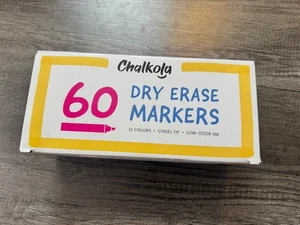 Chalkola
60
DRY ERASE
MARKERS
12 COLORS • CHISEL TIP • LOW-ODOR INK